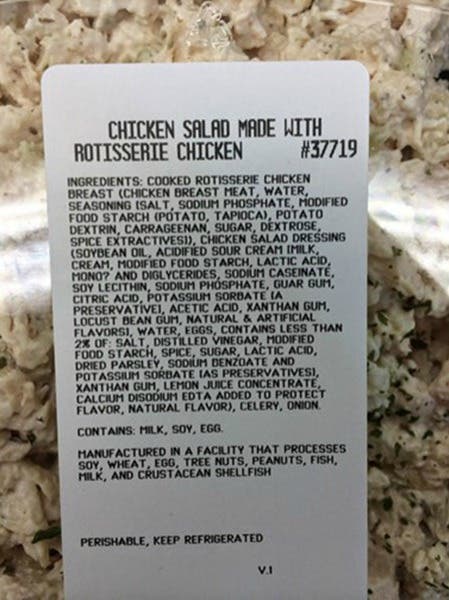 CHICKEN SALAD MADE WITH
ROTISSERIE CHICKEN #37719
INGREDIENTS: COOKED ROTISSERIE CHICKEN
BREAST (CHICKEN BREAST MEAT, WATER,
SEASONING [SALT, SODIUM PHOSPHATE, MODIFIED
FOOD STARCH (POTATO, TAPIOCA), POTATO
DEXTRIN, CARRAGEENAN, SUGAR, DEXTROSE,
SPICE EXTRACTIVES]), CHICKEN SALAD DRESSING
(SOYBEAN OIL, ACIDIFIED SOUR CREAM [MILK,
CREAM, MODIFIED FOOD STARCH, LACTIC ACID,
MONO? AND DIGLYCERIDES, SODIUM CASEINATE,
SOY LECITHIN, SODIUM PHOSPHATE, GUAR GUM,
CITRIC ACID, POTASSIUM SORBATE (A
PRESERVATIVE), ACETIC ACID, XANTHAN GUM,
LOCUST BEAN GUM, NATURAL & ARTIFICIAL
FLAVORS], WATER, EGGS, CONTAINS LESS THAN
2% OF: SALT, DISTILLED VINEGAR, MODIFIED
FOOD STARCH, SPICE, SUGAR, LACTIC ACID,
DRIED PARSLEY, SODIUM BENZOATE AND
POTASSIUM SORBATE (AS PRESERVATIVES),
XANTHAN GUM, LEMON JUICE CONCENTRATE,
CALCIUM DISODIUM EDTA ADDED TO PROTECT
FLAVOR, NATURAL FLAVOR), CELERY, ONION.
CONTAINS: MILK, SOY, EGG.
MANUFACTURED IN A FACILITY THAT PROCESSES
SOY, WHEAT, EGG, TREE NUTS, PEANUTS, FISH,
MILK, AND CRUSTACEAN SHELLFISH
PERISHABLE, KEEP REFRIGERATED
V.1